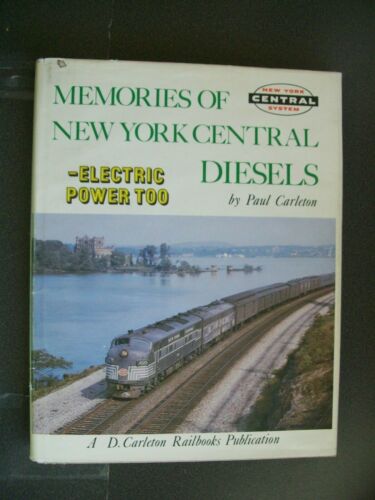 MEMORIES OF
NEW YORK
CENTRAL
SYSTEM
NEW YORK CENTRAL
DIESELS
-ELECTRIC
POWER TOO
by Paul Carleton
A D. Carleton Railbooks Publication